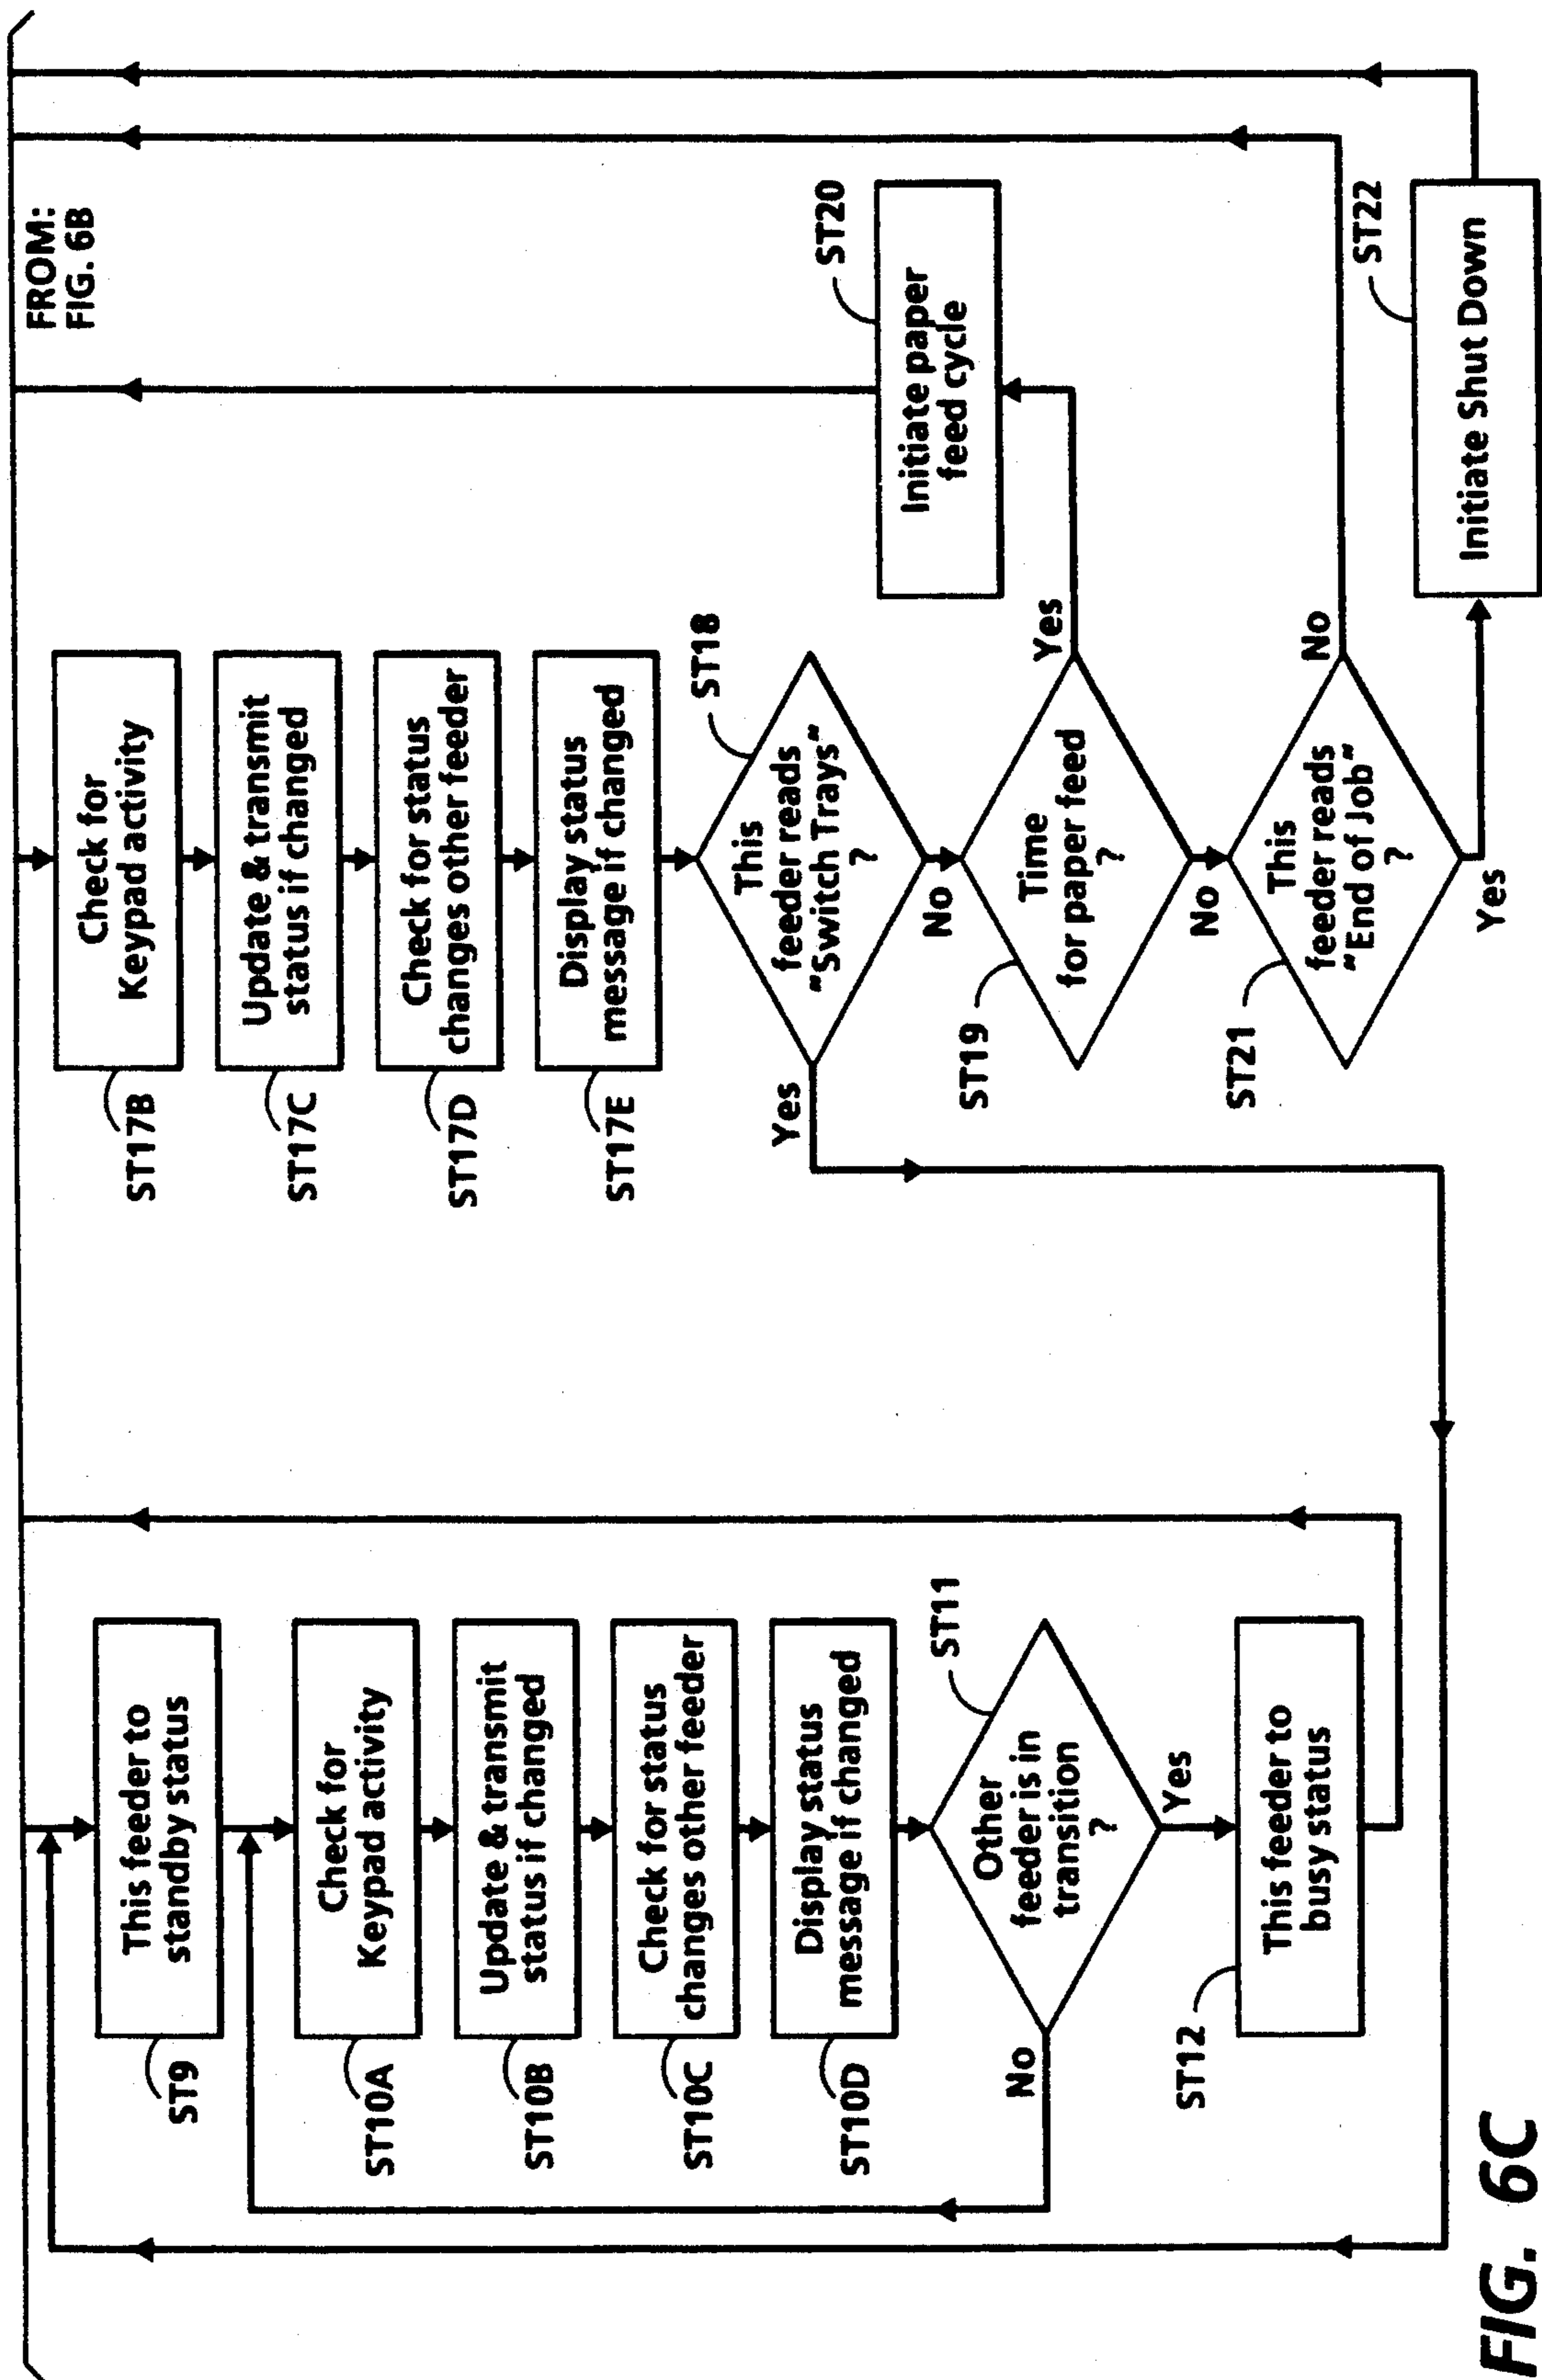 FROM:
FIG. 6B
This feeder to
standby status
ST9
Check for
Keypad activity
ST10A
Update & transmit
status if changed
ST10B
Check for status
changes other feeder
ST10C
Display status
message if changed
ST10D
Other
feeder is in
transition
?
ST11
No
Yes
This feeder to
busy status
ST12
Check for
Keypad activity
ST17B
Update & transmit
status if changed
ST17C
Check for status
changes other feeder
ST17D
Display status
message if changed
ST17E
This
feeder reads
"Switch Trays"
?
ST18
Yes
No
Time
for paper feed
?
ST19
Yes
No
Initiate paper
feed cycle
ST20
This
feeder reads
"End of Job"
?
ST21
No
Yes
Initiate Shut Down
ST22
FIG. 6C